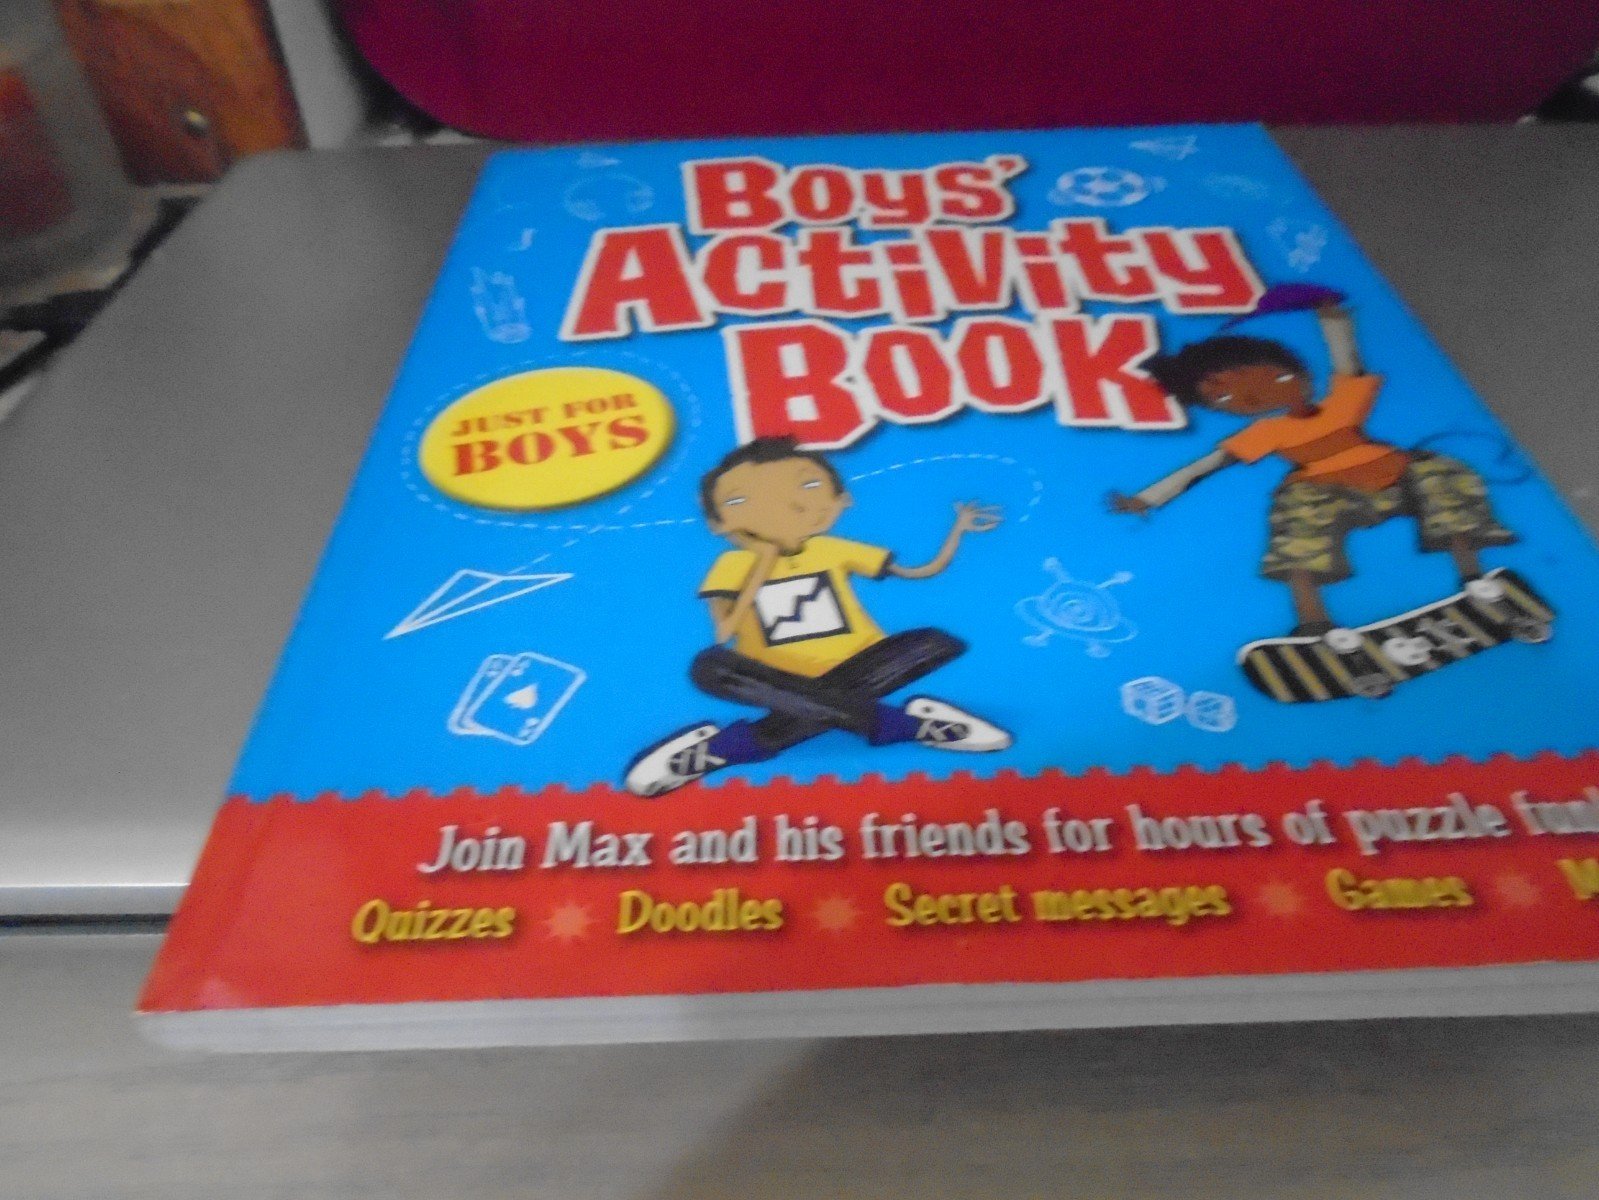 Boys'
Activity
Book
JUST FOR
BOYS
Join Max and his friends for hours of puzzle fun!
Quizzes Doodles Secret messages Games